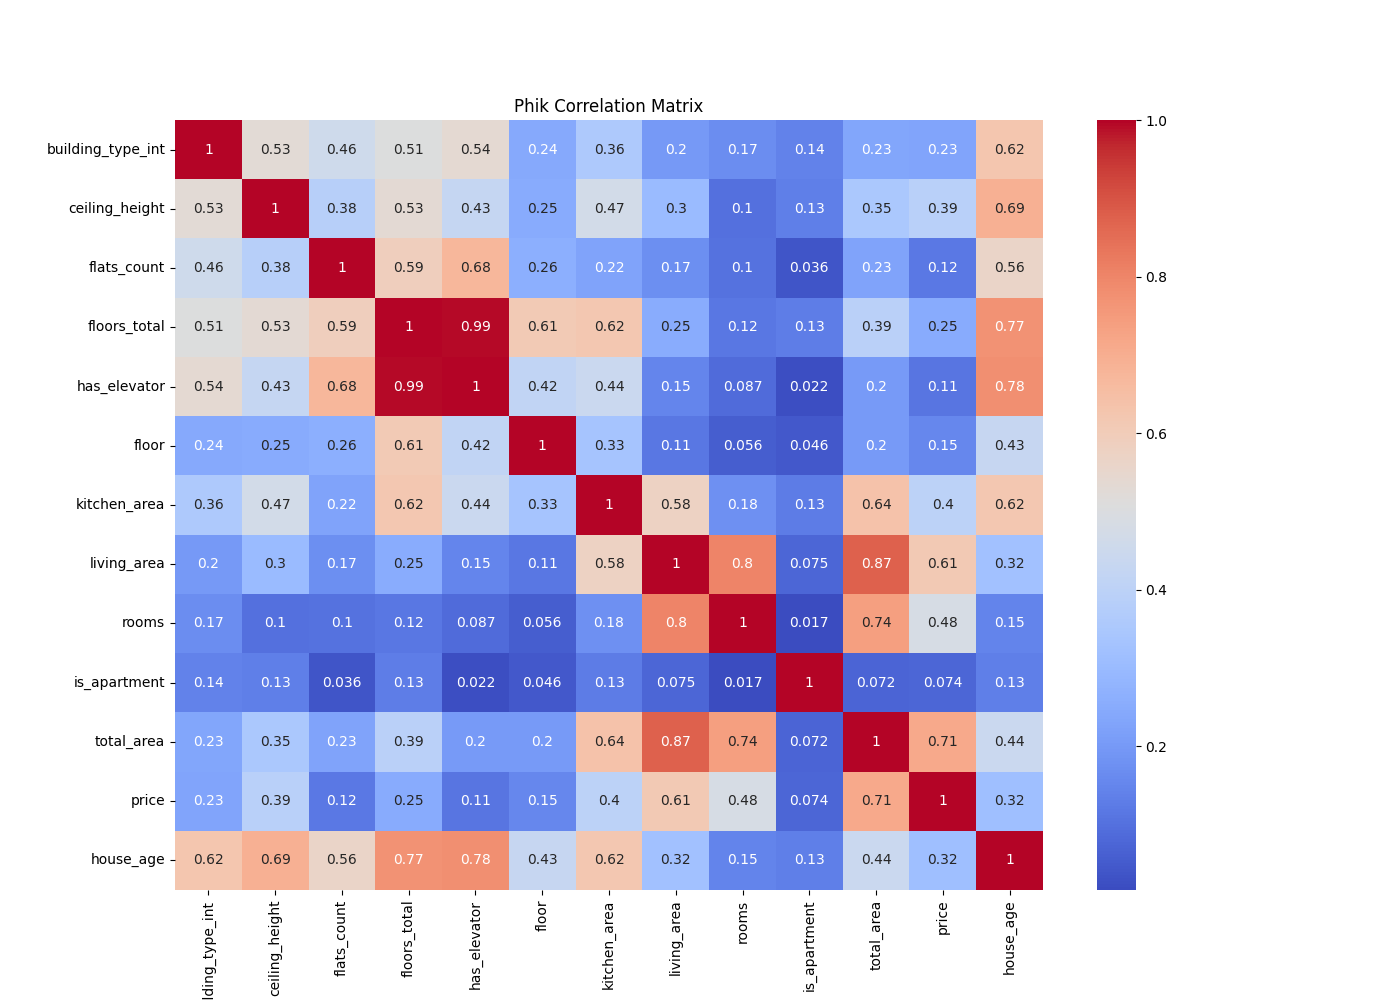 Phik Correlation Matrix
building_type_int 1 0.53 0.46 0.51 0.54 0.24 0.36 0.2 0.17 0.14 0.23 0.23 0.62
ceiling_height 0.53 1 0.38 0.53 0.43 0.25 0.47 0.3 0.1 0.13 0.35 0.39 0.69
flats_count 0.46 0.38 1 0.59 0.68 0.26 0.22 0.17 0.1 0.036 0.23 0.12 0.56
floors_total 0.51 0.53 0.59 1 0.99 0.61 0.62 0.25 0.12 0.13 0.39 0.25 0.77
has_elevator 0.54 0.43 0.68 0.99 1 0.42 0.44 0.15 0.087 0.022 0.2 0.11 0.78
floor 0.24 0.25 0.26 0.61 0.42 1 0.33 0.11 0.056 0.046 0.2 0.15 0.43
kitchen_area 0.36 0.47 0.22 0.62 0.44 0.33 1 0.58 0.18 0.13 0.64 0.4 0.62
living_area 0.2 0.3 0.17 0.25 0.15 0.11 0.58 1 0.8 0.075 0.87 0.61 0.32
rooms 0.17 0.1 0.1 0.12 0.087 0.056 0.18 0.8 1 0.017 0.74 0.48 0.15
is_apartment 0.14 0.13 0.036 0.13 0.022 0.046 0.13 0.075 0.017 1 0.072 0.074 0.13
total_area 0.23 0.35 0.23 0.39 0.2 0.2 0.64 0.87 0.74 0.072 1 0.71 0.44
price 0.23 0.39 0.12 0.25 0.11 0.15 0.4 0.61 0.48 0.074 0.71 1 0.32
house_age 0.62 0.69 0.56 0.77 0.78 0.43 0.62 0.32 0.15 0.13 0.44 0.32 1
lding_type_int
ceiling_height
flats_count
floors_total
has_elevator
floor
kitchen_area
living_area
rooms
is_apartment
total_area
price
house_age
1.0
0.8
0.6
0.4
0.2